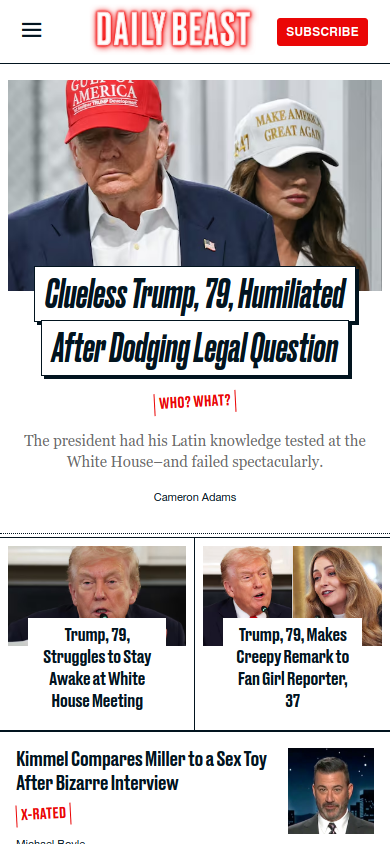 DAILY BEAST
SUBSCRIBE
GULF OF
AMERICA
MAKE AMERICA
GREAT AGAIN
Clueless Trump, 79, Humiliated
After Dodging Legal Question
WHO? WHAT?
The president had his Latin knowledge tested at the
White House—and failed spectacularly.
Cameron Adams
Trump, 79,
Struggles to Stay
Awake at White
House Meeting
Trump, 79, Makes
Creepy Remark to
Fan Girl Reporter,
37
Kimmel Compares Miller to a Sex Toy
After Bizarre Interview
X-RATED
Michael Boyle